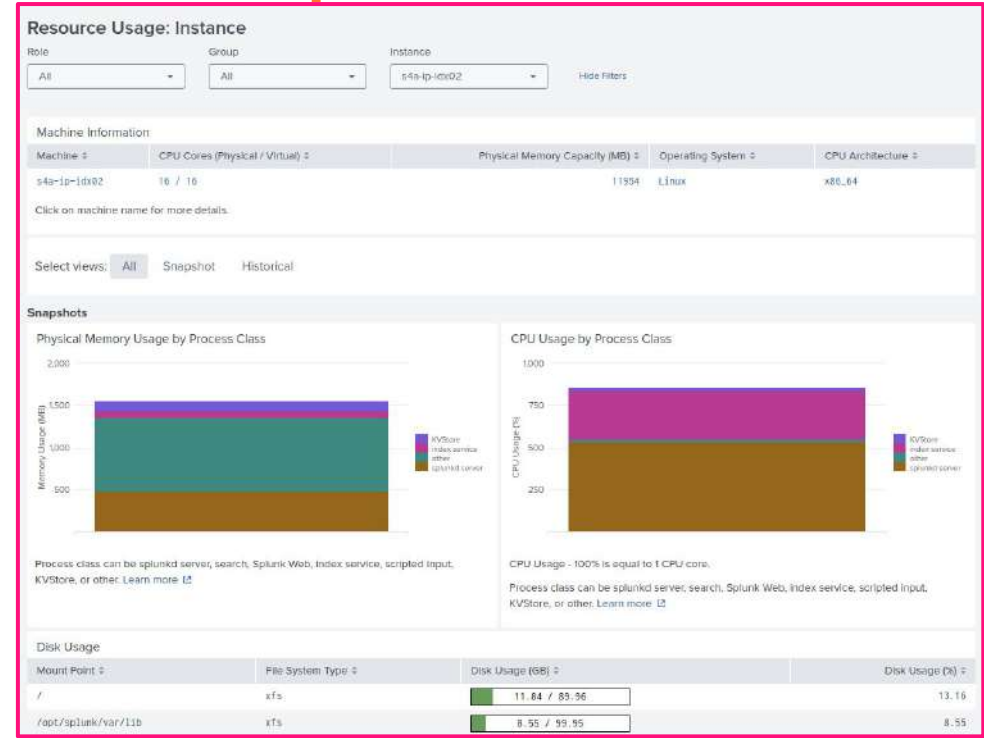 Resource Usage: Instance
Role Group Instance
All All s4a-ip-idx02 Hide Filters
Machine Information
Machine CPU Cores (Physical / Virtual) Physical Memory Capacity (MB) Operating System CPU Architecture
s4a-ip-idx02 16 / 16 11954 Linux x86_64
Click on machine name for more details.
Select views: All Snapshot Historical
Snapshots
Physical Memory Usage by Process Class
2,000
1,500
1,000
500
Memory Usage (MB)
KVStore
index service
other
splunkd server
Process class can be splunkd server, search, Splunk Web, index service, scripted input,
KVStore, or other. Learn more
CPU Usage by Process Class
1,000
750
500
250
CPU Usage (%)
KVStore
index service
other
splunkd server
CPU Usage - 100% is equal to 1 CPU core.
Process class can be splunkd server, search, Splunk Web, index service, scripted input,
KVStore, or other. Learn more
Disk Usage
Mount Point File System Type Disk Usage (GB) Disk Usage (%)
/ xfs 11.84 / 89.96 13.16
/opt/splunk/var/lib xfs 8.55 / 99.95 8.55